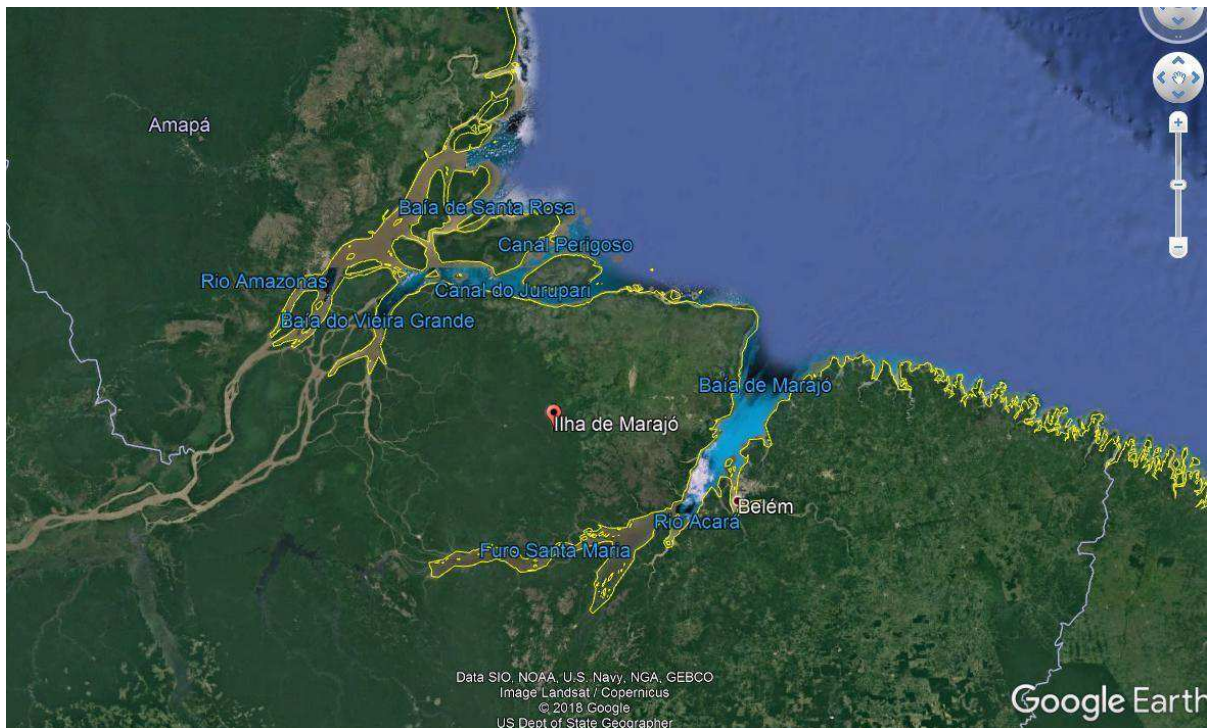 Amapá
Baía de Santa Rosa
Canal Perigoso
Rio Amazonas
Canal do Jurupari
Baía do Vieira Grande
Baía de Marajó
Ilha de Marajó
Belém
Rio Acará
Furo Santa Maria
Data SIO, NOAA, U.S. Navy, NGA, GEBCO
Image Landsat / Copernicus
© 2018 Google
US Dept of State Geographer
Google Earth